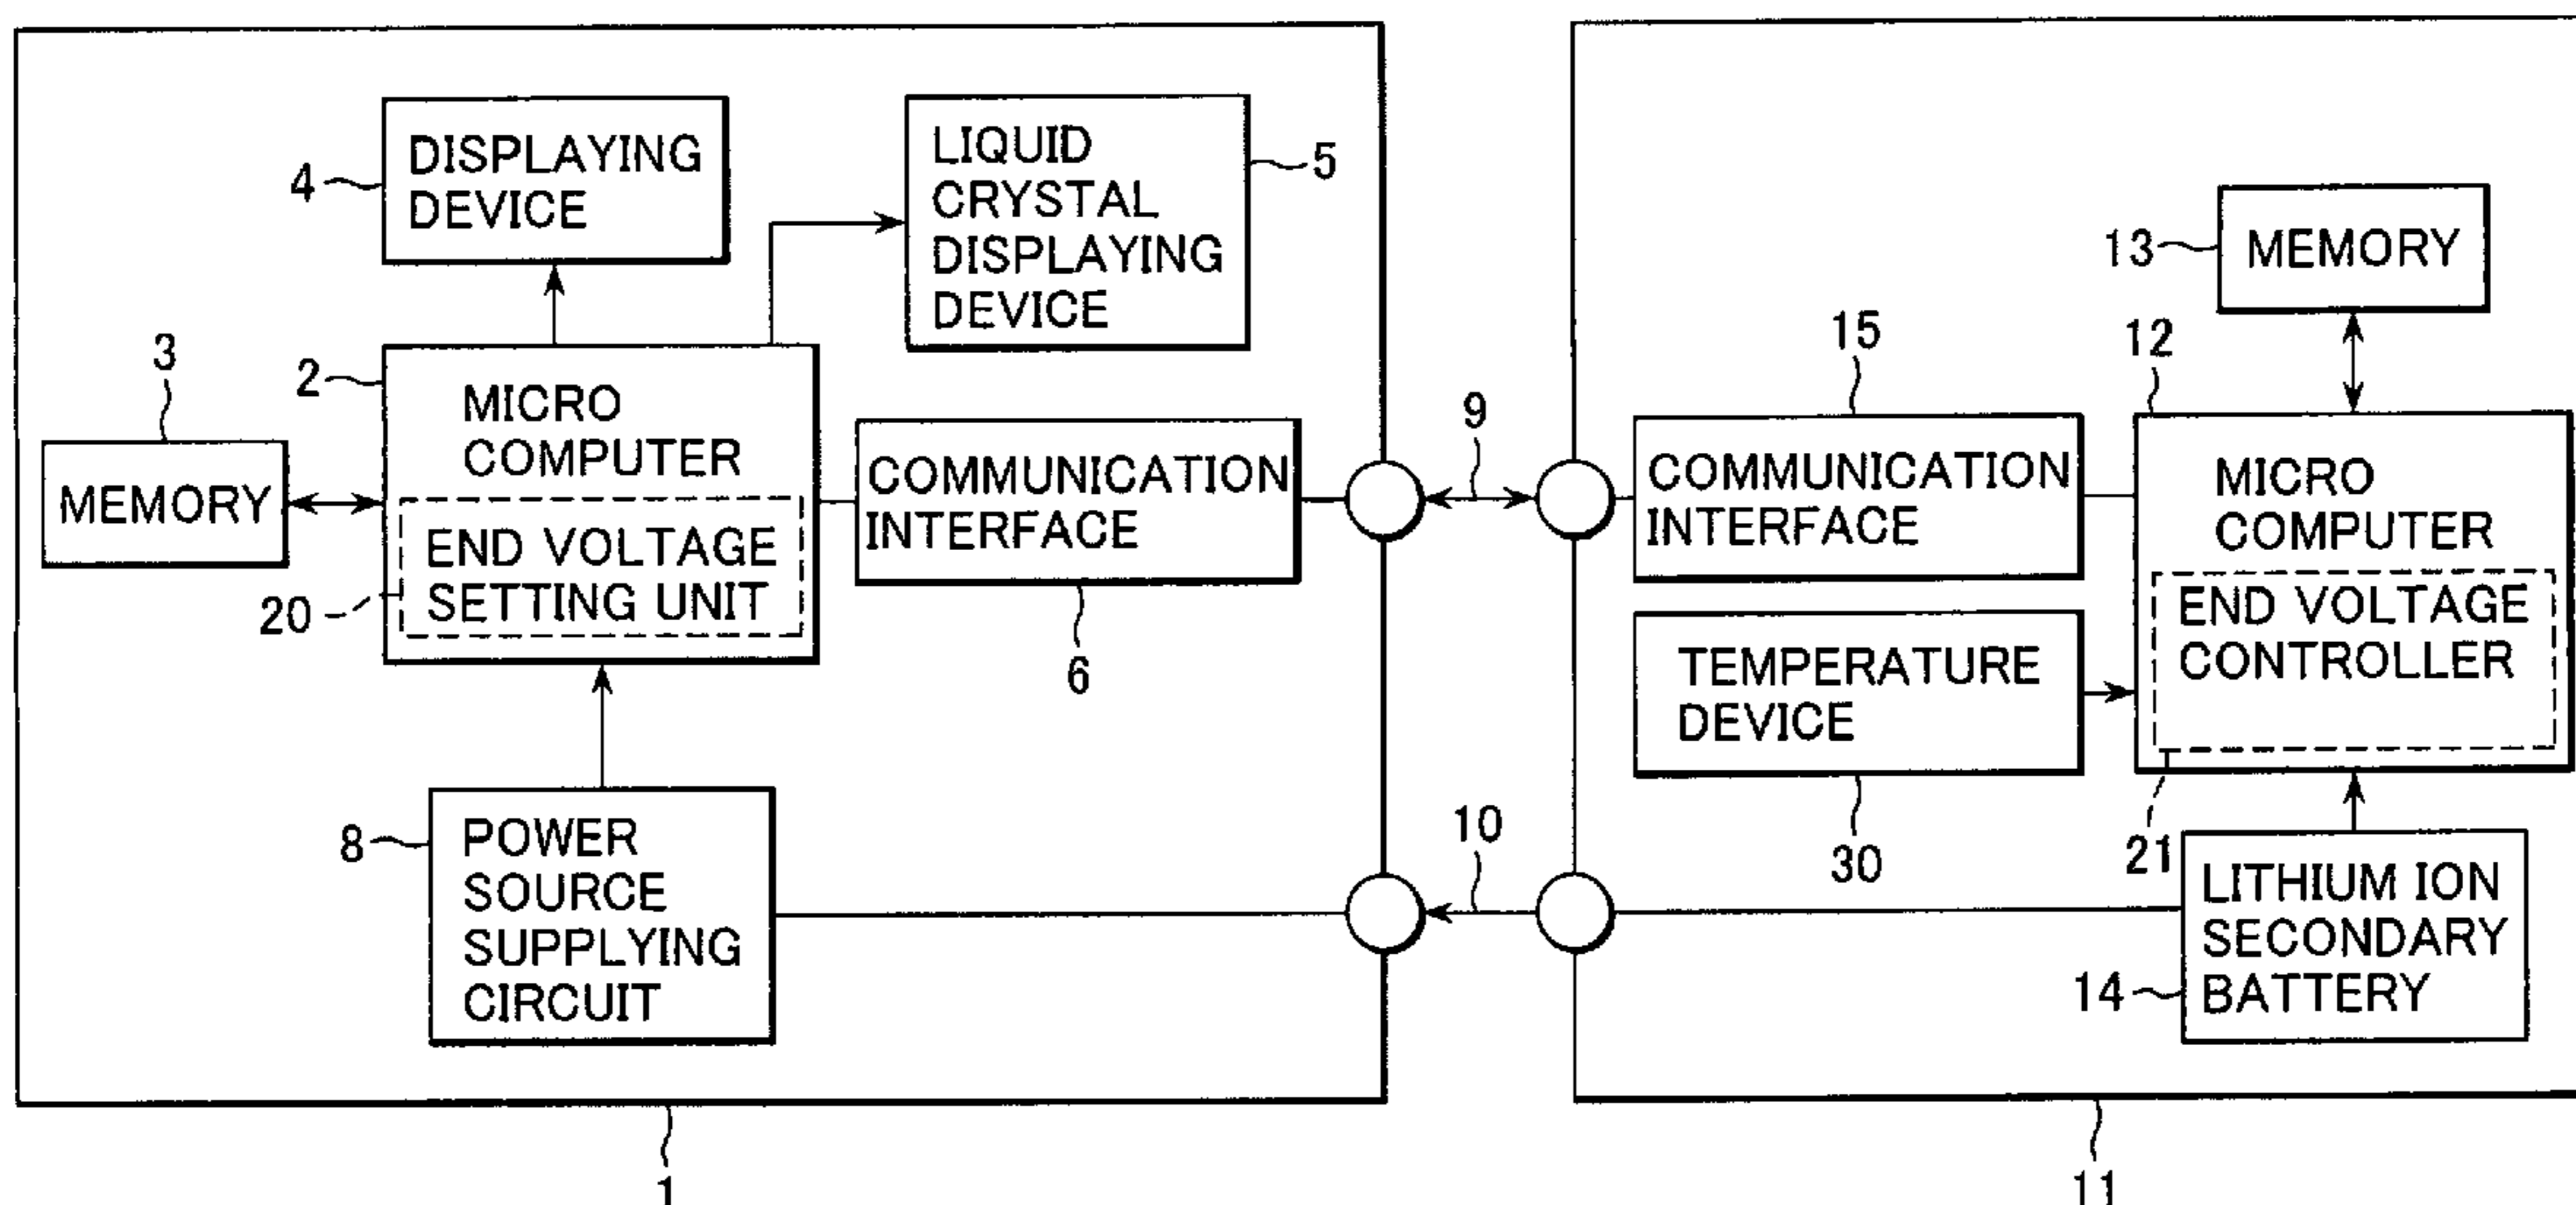 DISPLAYING
DEVICE
4
LIQUID
CRYSTAL
DISPLAYING
DEVICE
5
3
MEMORY
2
MICRO
COMPUTER
END VOLTAGE
SETTING UNIT
20
COMMUNICATION
INTERFACE
6
8
POWER
SOURCE
SUPPLYING
CIRCUIT
1
9
10
13
MEMORY
15
COMMUNICATION
INTERFACE
12
MICRO
COMPUTER
END VOLTAGE
CONTROLLER
21
TEMPERATURE
DEVICE
30
LITHIUM ION
SECONDARY
BATTERY
14
11